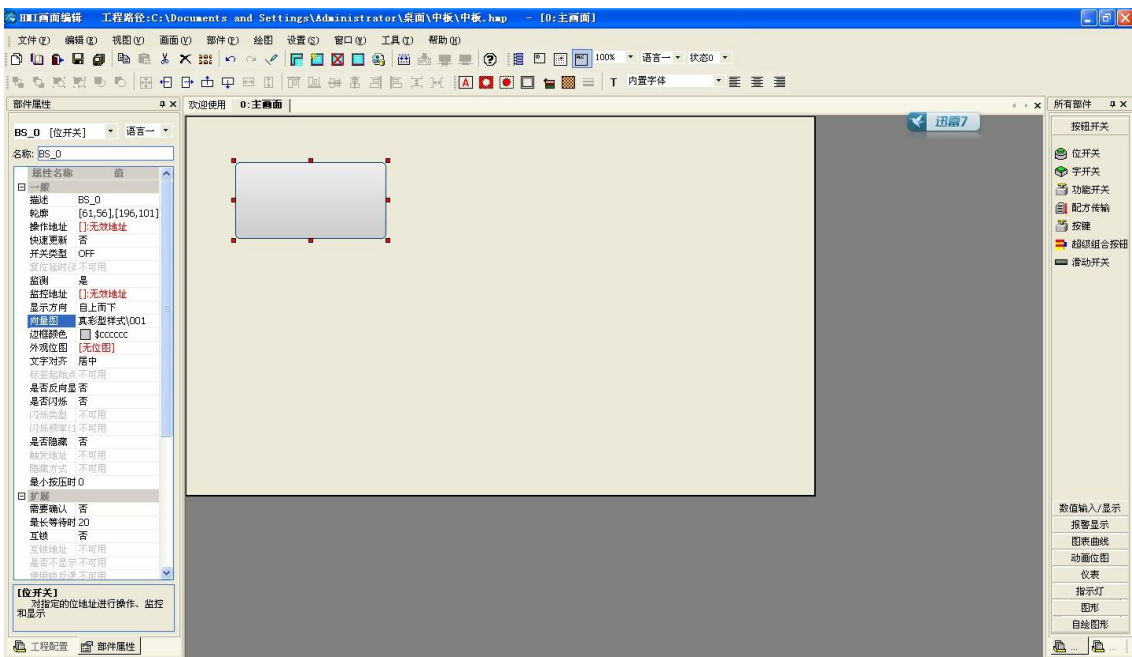 HMI画面编辑 工程路径:C:\Documents and Settings\Administrator\桌面\中板\中板.hmp - [0:主画面]
文件(F) 编辑(E) 视图(V) 画面(V) 部件(P) 绘图 设置(S) 窗口(W) 工具(T) 帮助(H)
100% 语言一 状态0
A T 内置字体
部件属性
BS_0 [位开关] 语言一
名称: BS_0
属性名称 值
一般
描述 BS_0
轮廓 [61,56],[196,101]
操作地址 []:无效地址
快速更新 否
开关类型 OFF
复位延时(毫 不可用
监测 是
监控地址 []:无效地址
显示方向 自上而下
向量图 真彩型样式\001
边框颜色 $cccccc
外观位图 [无位图]
文字对齐 居中
标签起始点 不可用
是否反向显 否
是否闪烁 否
闪烁类型 不可用
闪烁频率(1 不可用
是否隐藏 否
触发地址 不可用
隐藏方式 不可用
最小按压时 0
扩展
需要确认 否
最长等待时 20
互锁 否
互锁地址 不可用
是否不显示 不可用
[位开关]
对指定的位地址进行操作、监控
和显示
工程配置 部件属性
欢迎使用 0:主画面
迅雷7
所有部件
按钮开关
位开关
字开关
功能开关
配方传输
按键
超级组合按钮
滑动开关
数值输入/显示
报警显示
图表曲线
动画位图
仪表
指示灯
图形
自绘图形
... ...